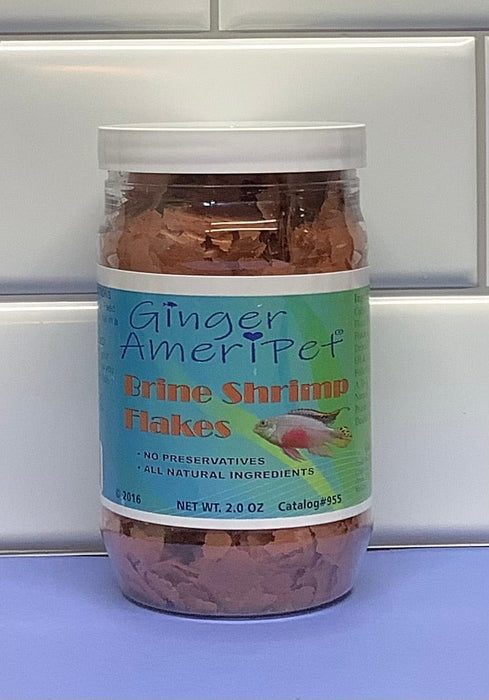 Ginger
AmeriPet
Brine Shrimp
Flakes
· NO PRESERVATIVES
· ALL NATURAL INGREDIENTS
© 2016
NET WT. 2.0 OZ Catalog#955